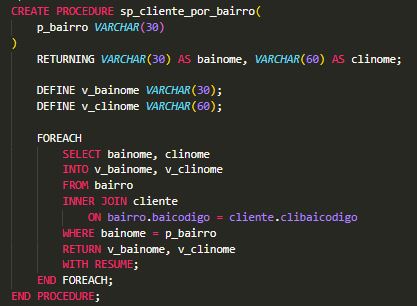 CREATE PROCEDURE sp_cliente_por_bairro(
    p_bairro VARCHAR(30)
)
    RETURNING VARCHAR(30) AS bainome, VARCHAR(60) AS clinome;

    DEFINE v_bainome VARCHAR(30);
    DEFINE v_clinome VARCHAR(60);

    FOREACH
        SELECT bainome, clinome
        INTO v_bainome, v_clinome
        FROM bairro
        INNER JOIN cliente
            ON bairro.baicodigo = cliente.clibaicodigo
        WHERE bainome = p_bairro
        RETURN v_bainome, v_clinome
        WITH RESUME;
    END FOREACH;
END PROCEDURE;